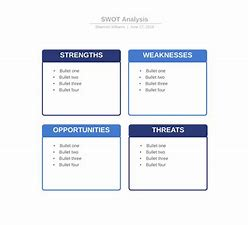 SWOT Analysis
STRENGTHS
Bullet one
Bullet two
Bullet three
Bullet four
WEAKNESSES
Bullet one
Bullet two
Bullet three
Bullet four
OPPORTUNITIES
Bullet one
Bullet two
Bullet three
Bullet four
THREATS
Bullet one
Bullet two
Bullet three
Bullet four